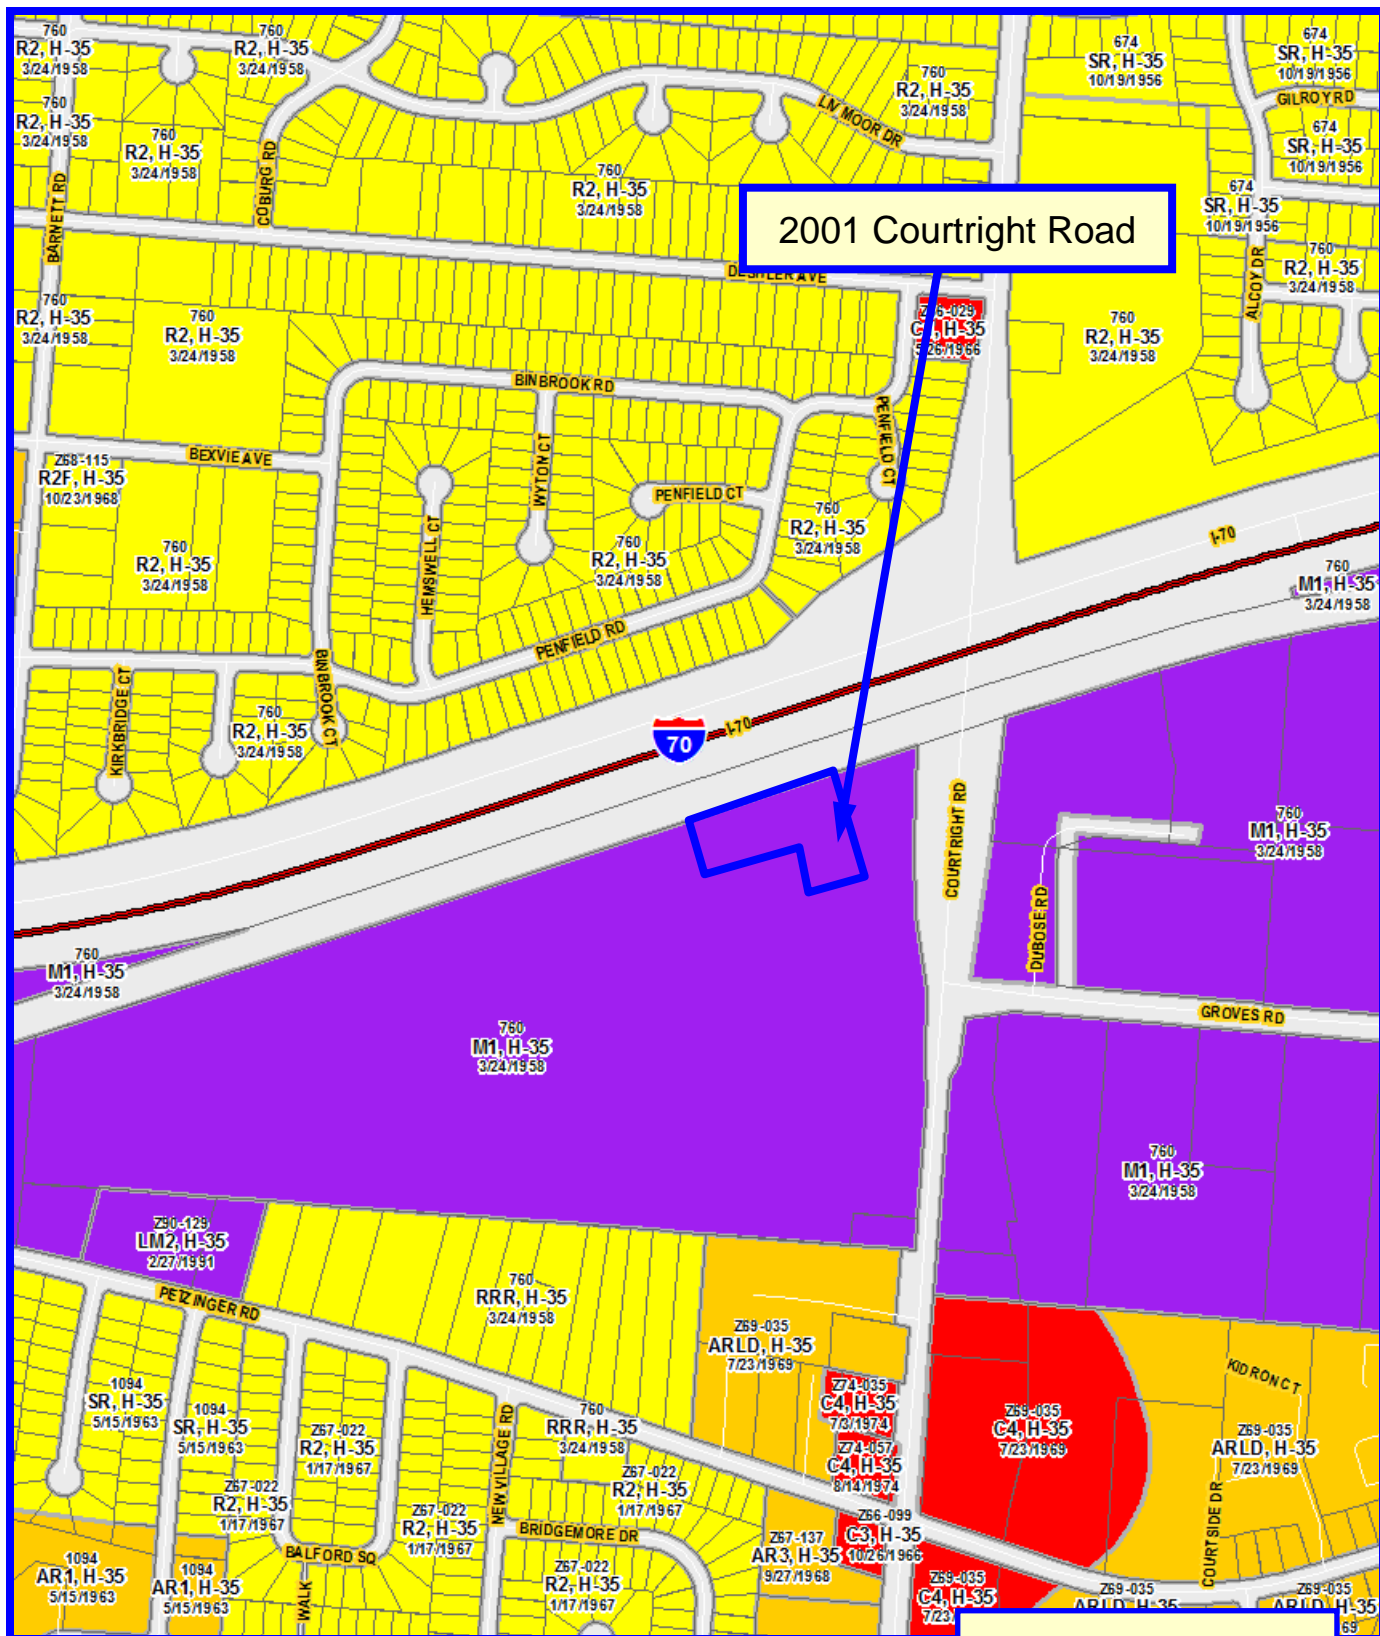 760
R2, H-35
3/24/1958
760
R2, H-35
3/24/1958
674
SR, H-35
10/19/1956
674
SR, H-35
10/19/1956
760
R2, H-35
3/24/1958
GILROY RD
760
R2, H-35
3/24/1958
LIV MOOR DR
760
R2, H-35
3/24/1958
COBURG RD
674
SR, H-35
10/19/1956
BARNETT RD
760
R2, H-35
3/24/1958
674
SR, H-35
10/19/1956
2001 Courtright Road
DESHLER AVE
ALCOY DR
760
R2, H-35
3/24/1958
760
R2, H-35
3/24/1958
760
R2, H-35
3/24/1958
H-35
760
R2, H-35
3/24/1958
BINBROOK RD
PENFIELD CT
BEXVIE AVE
Z68-115
R2F, H-35
10/23/1968
WYTON CT
PENFIELD CT
HEMSWELL CT
760
R2, H-35
3/24/1958
760
R2, H-35
3/24/1958
760
R2, H-35
3/24/1958
I-70
760
M1, H-35
3/24/1958
PENFIELD RD
BINBROOK CT
KIRKBRIDGE CT
760
R2, H-35
3/24/1958
70
I-70
COURTRIGHT RD
760
M1, H-35
3/24/1958
DUBOSE RD
760
M1, H-35
3/24/1958
GROVES RD
760
M1, H-35
3/24/1958
760
M1, H-35
3/24/1958
Z90-129
LM2, H-35
2/27/1991
PETZINGER RD
760
RRR, H-35
3/24/1958
Z69-035
ARLD, H-35
7/23/1969
KIDRON CT
1094
SR, H-35
5/15/1963
1094
SR, H-35
5/15/1963
Z74-035
C4, H-35
7/3/1974
760
RRR, H-35
3/24/1958
Z69-035
C4, H-35
7/23/1969
Z67-022
R2, H-35
1/17/1967
NEW VILLAGE RD
Z74-057
C4, H-35
8/14/1974
Z69-035
ARLD, H-35
7/23/1969
Z67-022
R2, H-35
1/17/1967
Z67-022
R2, H-35
1/17/1967
COURTSIDE DR
Z67-022
R2, H-35
1/17/1967
BRIDGEMORE DR
Z66-099
C3, H-35
10/26/1966
Z67-137
AR3, H-35
9/27/1968
BALFORD SQ
1094
AR1, H-35
5/15/1963
1094
AR1, H-35
5/15/1963
WALK
Z67-022
R2, H-35
1/17/1967
Z69-035
C4, H-35
7/23
Z69-035
ARLD, H-35
Z69-035
ARLD, H-35
69